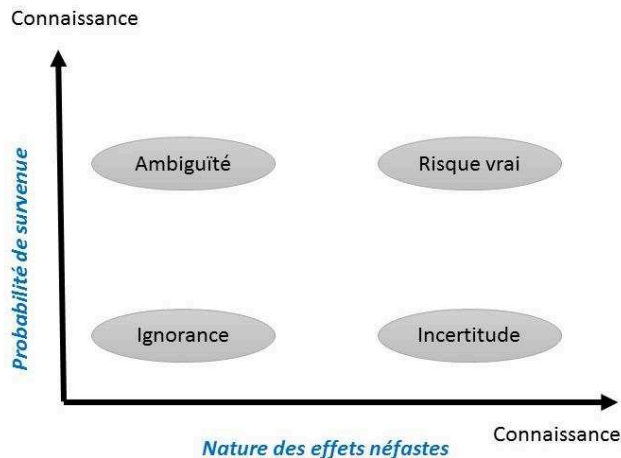 Connaissance
Probabilité de survenue
Ambiguïté
Risque vrai
Ignorance
Incertitude
Connaissance
Nature des effets néfastes